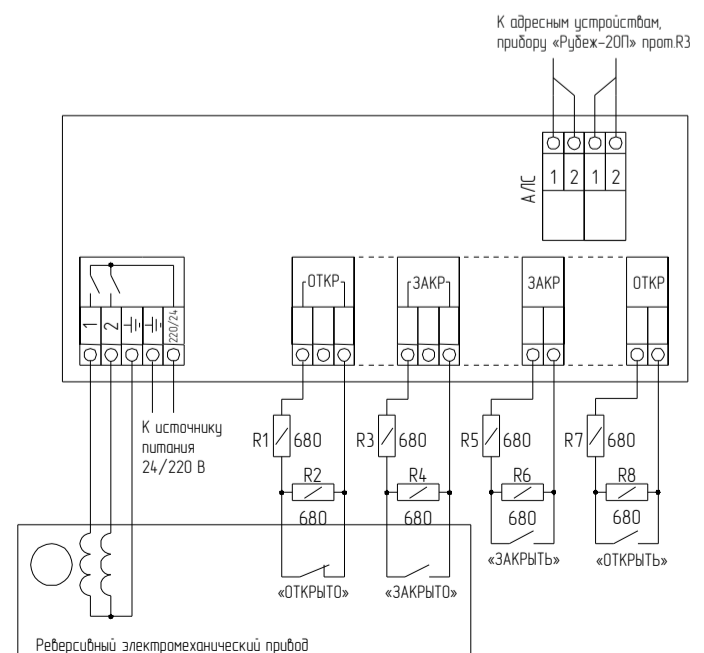 К адресным устройствам,
прибору «Рубеж-20П» прот.R3
А/ЛС
1 2 1 2
ОТКР ЗАКР ЗАКР ОТКР
1 2 220/24
К источнику
питания
24/220 В
R1 680 R3 680 R5 680 R7 680
R2 R4 R6 R8
680 680 680 680
«ЗАКРЫТЬ» «ОТКРЫТЬ»
«ОТКРЫТО» «ЗАКРЫТО»
Реверсивный электромеханический привод